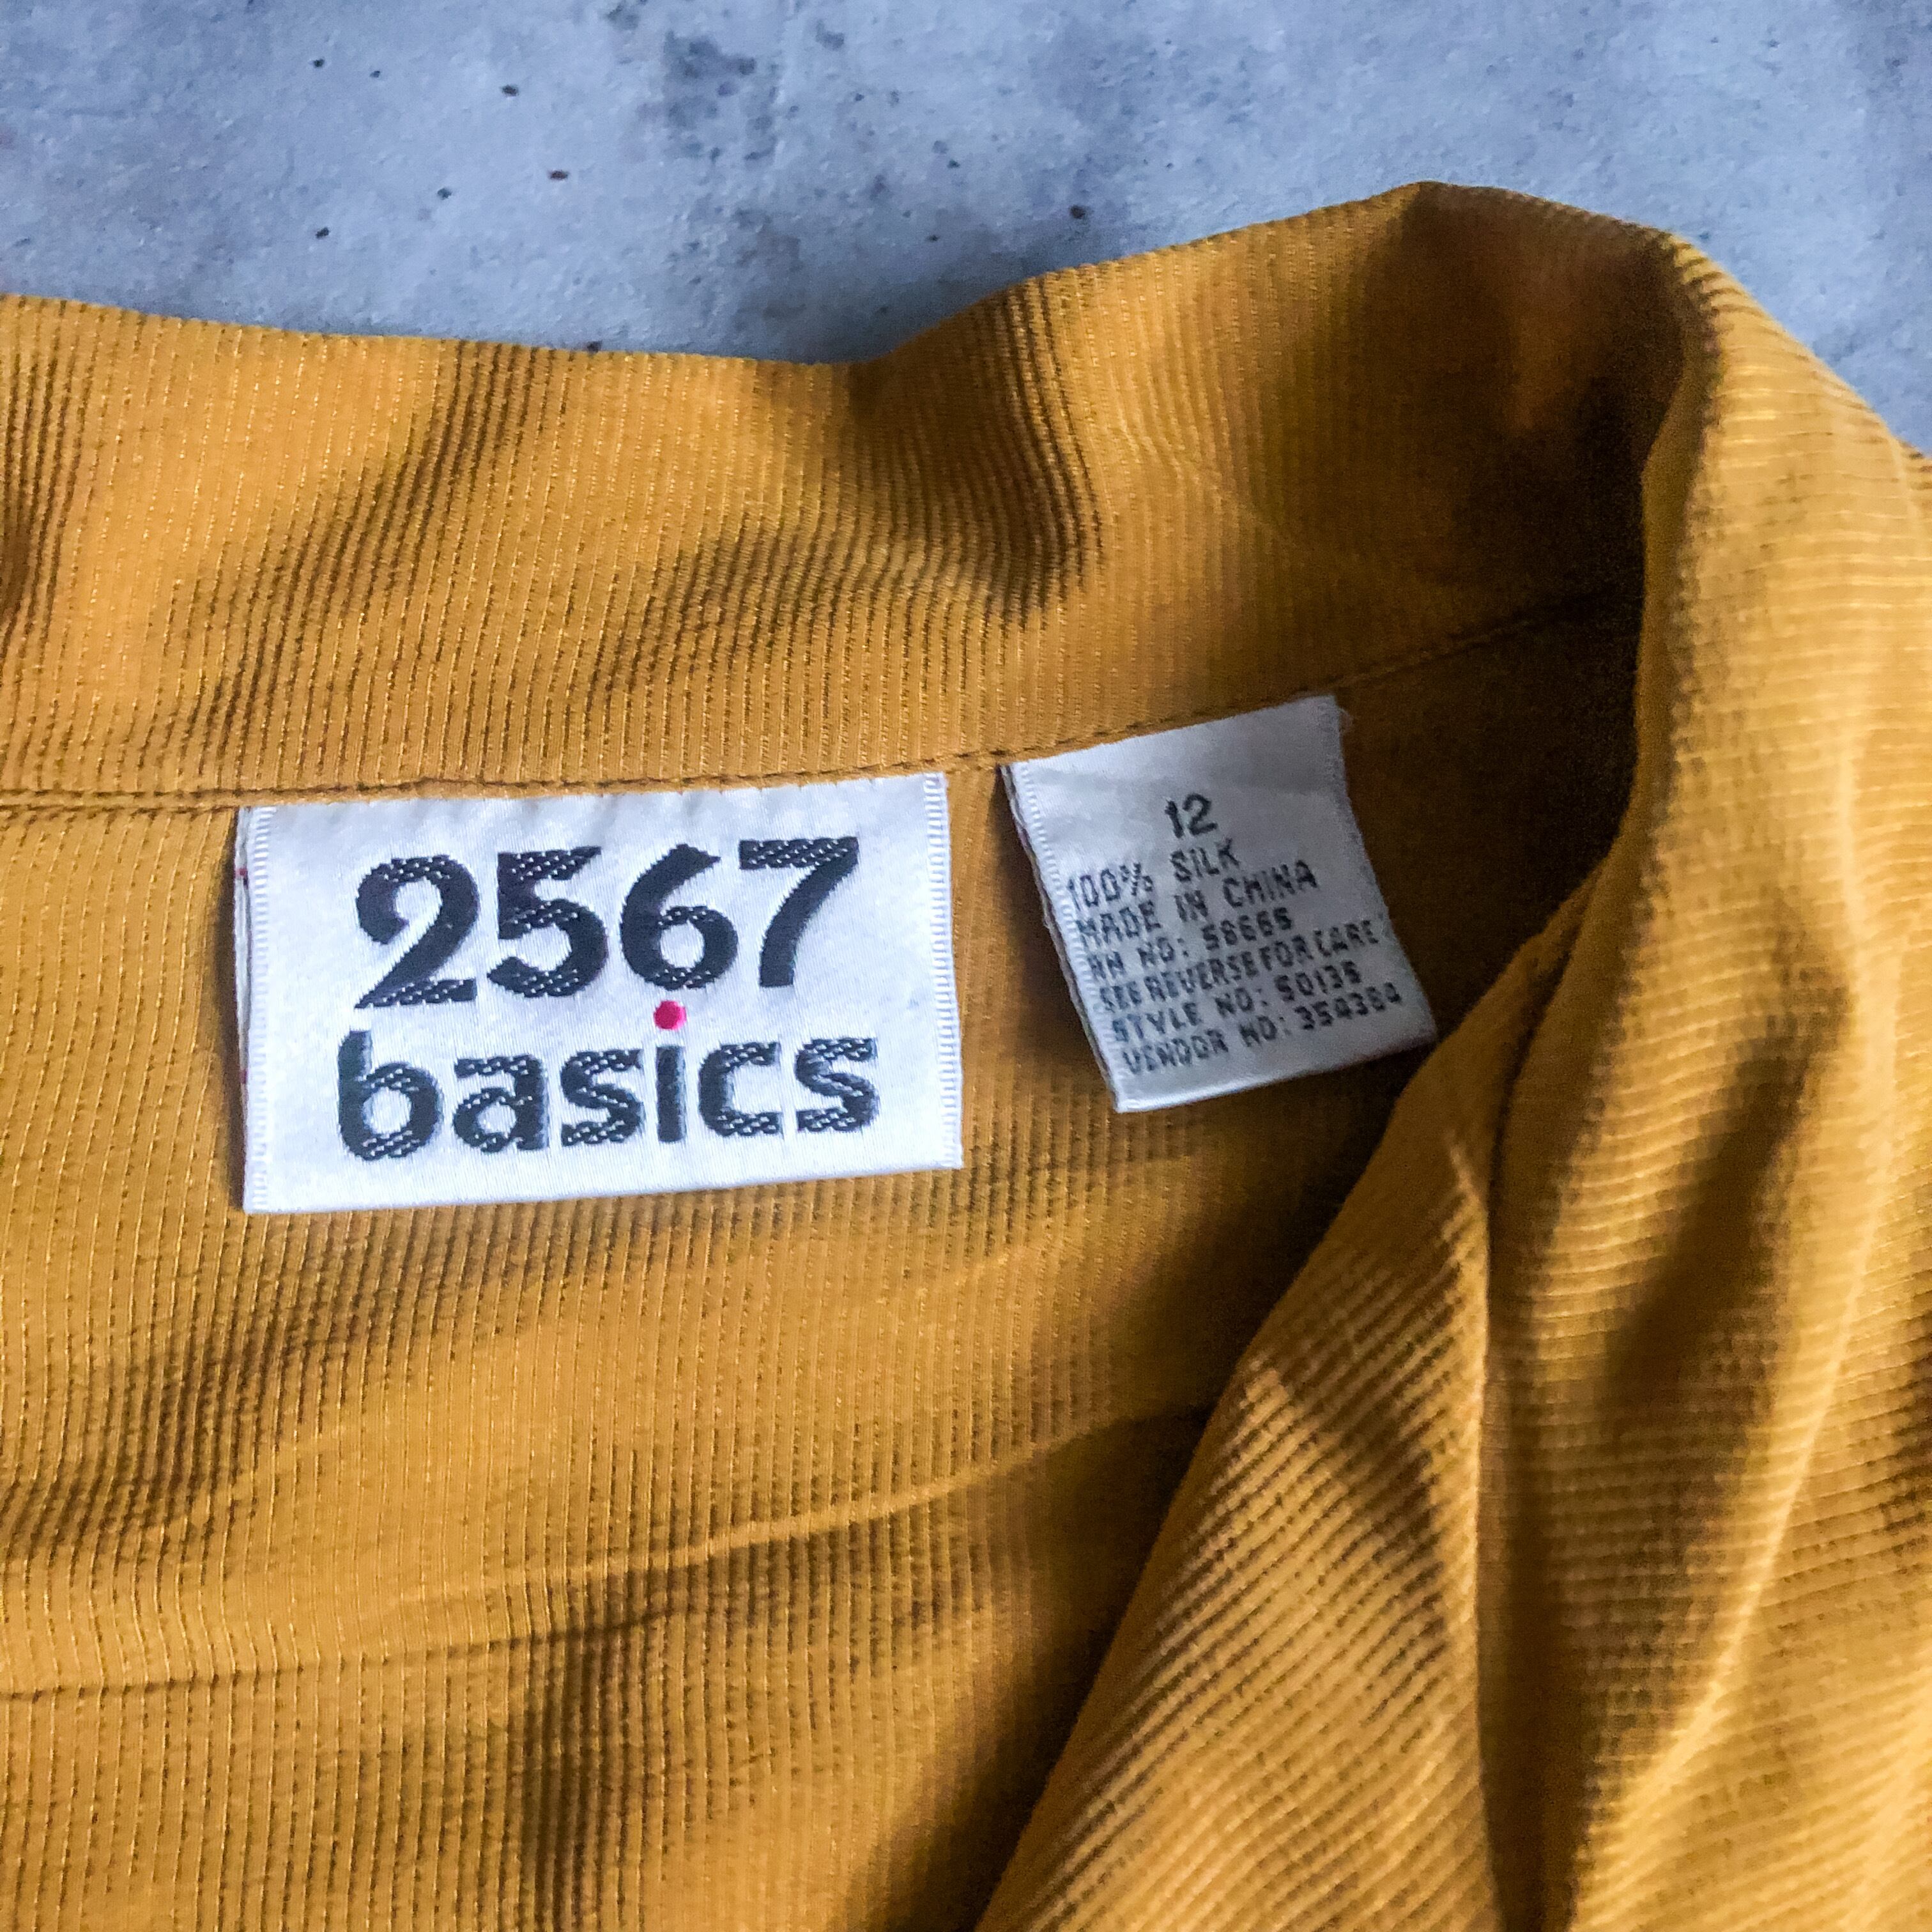 2567
basics
12
100% SILK
MADE IN CHINA
RN NO: 58665
SEE REVERSE FOR CARE
STYLE NO: 50136
VENDOR NO: 354364